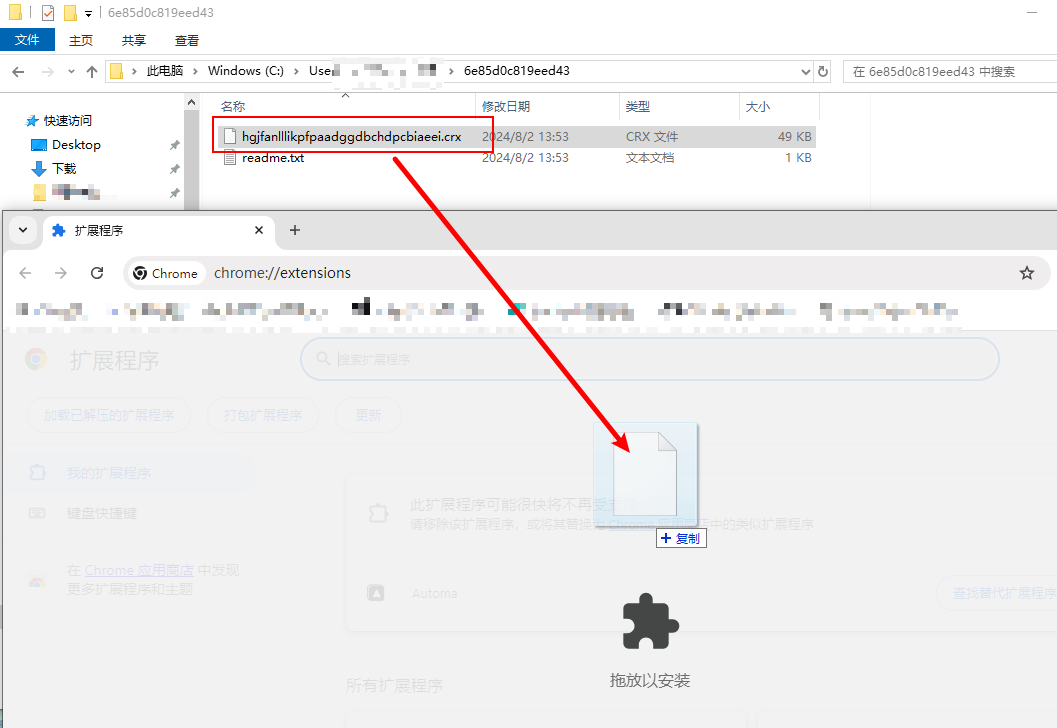 6e85d0c819eed43
文件 主页 共享 查看
此电脑 Windows (C:) 6e85d0c819eed43 在 6e85d0c819eed43 中搜索
名称 修改日期 类型 大小
快速访问
hgjfanlllikpfpaadggdbchdpcbiaeei.crx 2024/8/2 13:53 CRX 文件 49 KB
Desktop
readme.txt 2024/8/2 13:53 文本文档 1 KB
下载
扩展程序
Chrome chrome://extensions
扩展程序 搜索扩展程序
加载已解压的扩展程序 打包扩展程序 更新
我的扩展程序
键盘快捷键
此扩展程序可能很快将不再受
请移除该扩展程序，或将其替换为 Chrome 应用商店中的类似扩展程序
复制
在 Chrome 应用商店 中发现
更多扩展程序和主题
Automa 查找替代扩展程序
拖放以安装
所有扩展程序